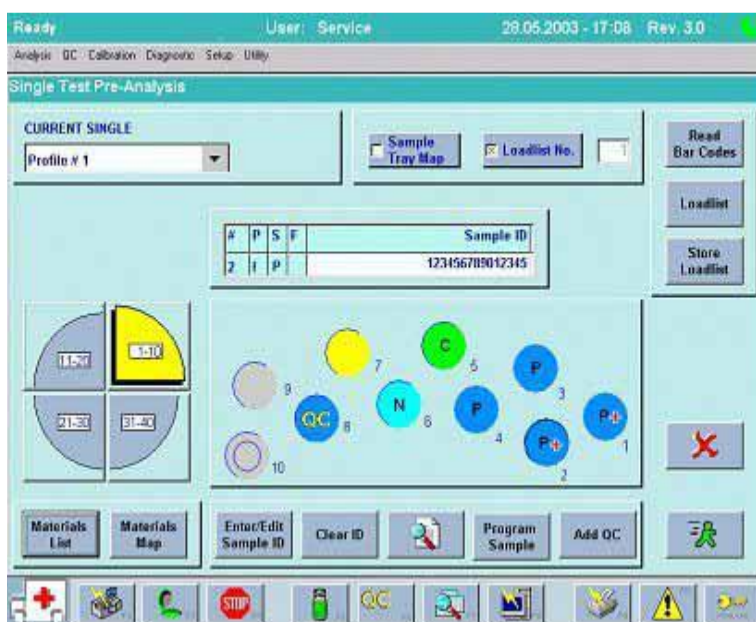 Ready User: Service 28.05.2003 - 17:08 Rev. 3.0
Analysis QC Calibration Diagnostic Setup Utility
Single Test Pre-Analysis
CURRENT SINGLE
Profile # 1
Sample
Tray Map
Loadlist No.
1
Read
Bar Codes
Loadlist
Store
Loadlist
# P S F Sample ID
2 1 P 123456789012345
11-20
1-10
21-30
31-40
C
5
7
P
3
9
QC
8
N
6
P
4
P+
2
P+
1
10
Materials
List
Materials
Map
Enter/Edit
Sample ID
Clear ID
Program
Sample
Add QC
STOP
QC